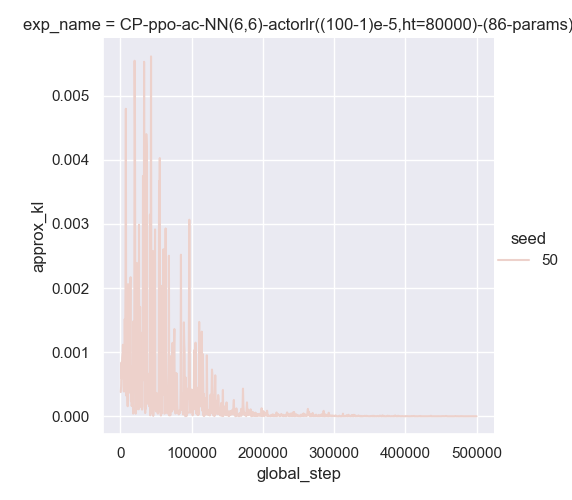 exp_name = CP-ppo-ac-NN(6,6)-actorlr((100-1)e-5,ht=80000)-(86-params)
0.005
0.004
0.003
0.002
0.001
0.000
approx_kl
0 100000 200000 300000 400000 500000
global_step
seed
50